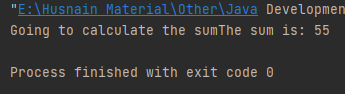 "E:\Husnain Material\Other\Java Developmen
Going to calculate the sumThe sum is: 55
Process finished with exit code 0